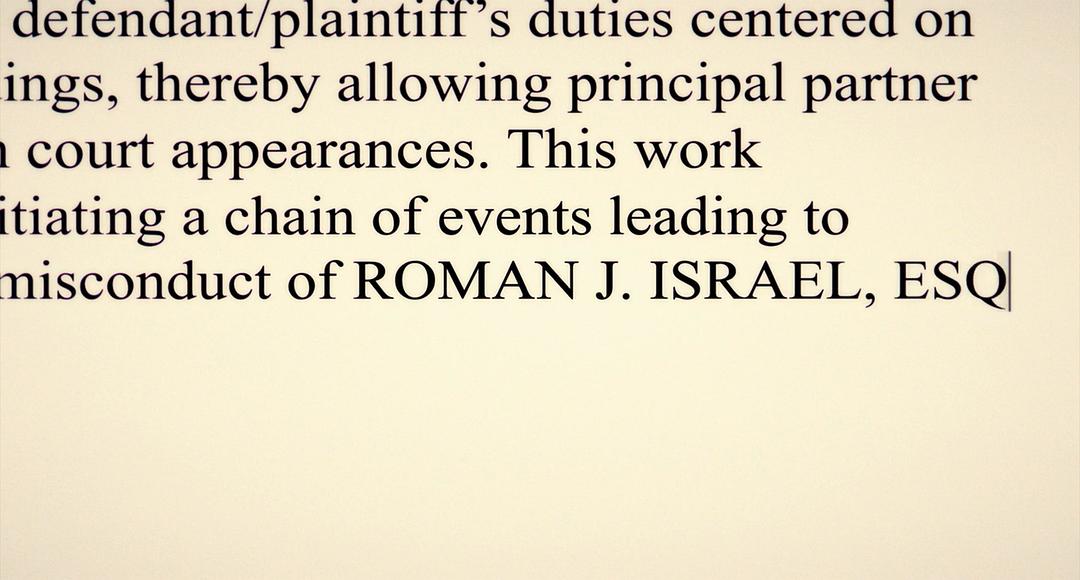 defendant/plaintiff’s duties centered on
ings, thereby allowing principal partner
court appearances. This work
itiating a chain of events leading to
misconduct of ROMAN J. ISRAEL, ESQ